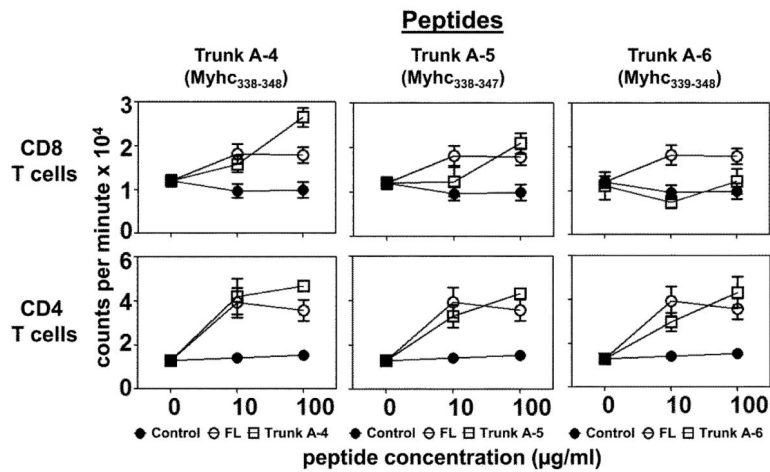 Peptides
Trunk A-4 Trunk A-5 Trunk A-6
(Myhc338-348) (Myhc338-347) (Myhc339-348)
CD8
T cells
3
2
1
0
counts per minute x 10⁴
CD4
T cells
6
4
2
0
0 10 100 0 10 100 0 10 100
Control FL Trunk A-4 Control FL Trunk A-5 Control FL Trunk A-6
peptide concentration (µg/ml)